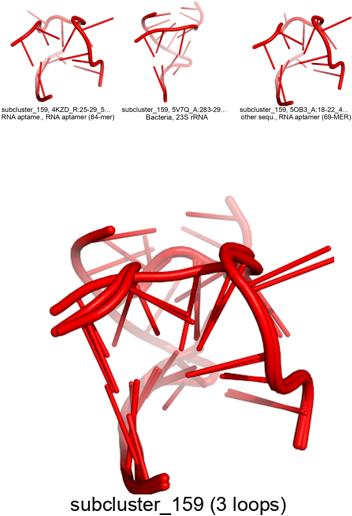 subcluster_159, 4KZD_R:25-29_5...
RNA aptame., RNA aptamer (84-mer)
subcluster_159, 5V7Q_A:283-29...
Bacteria, 23S rRNA
subcluster_159, 5OB3_A:18-22_4...
other sequ., RNA aptamer (69-MER)
subcluster_159 (3 loops)